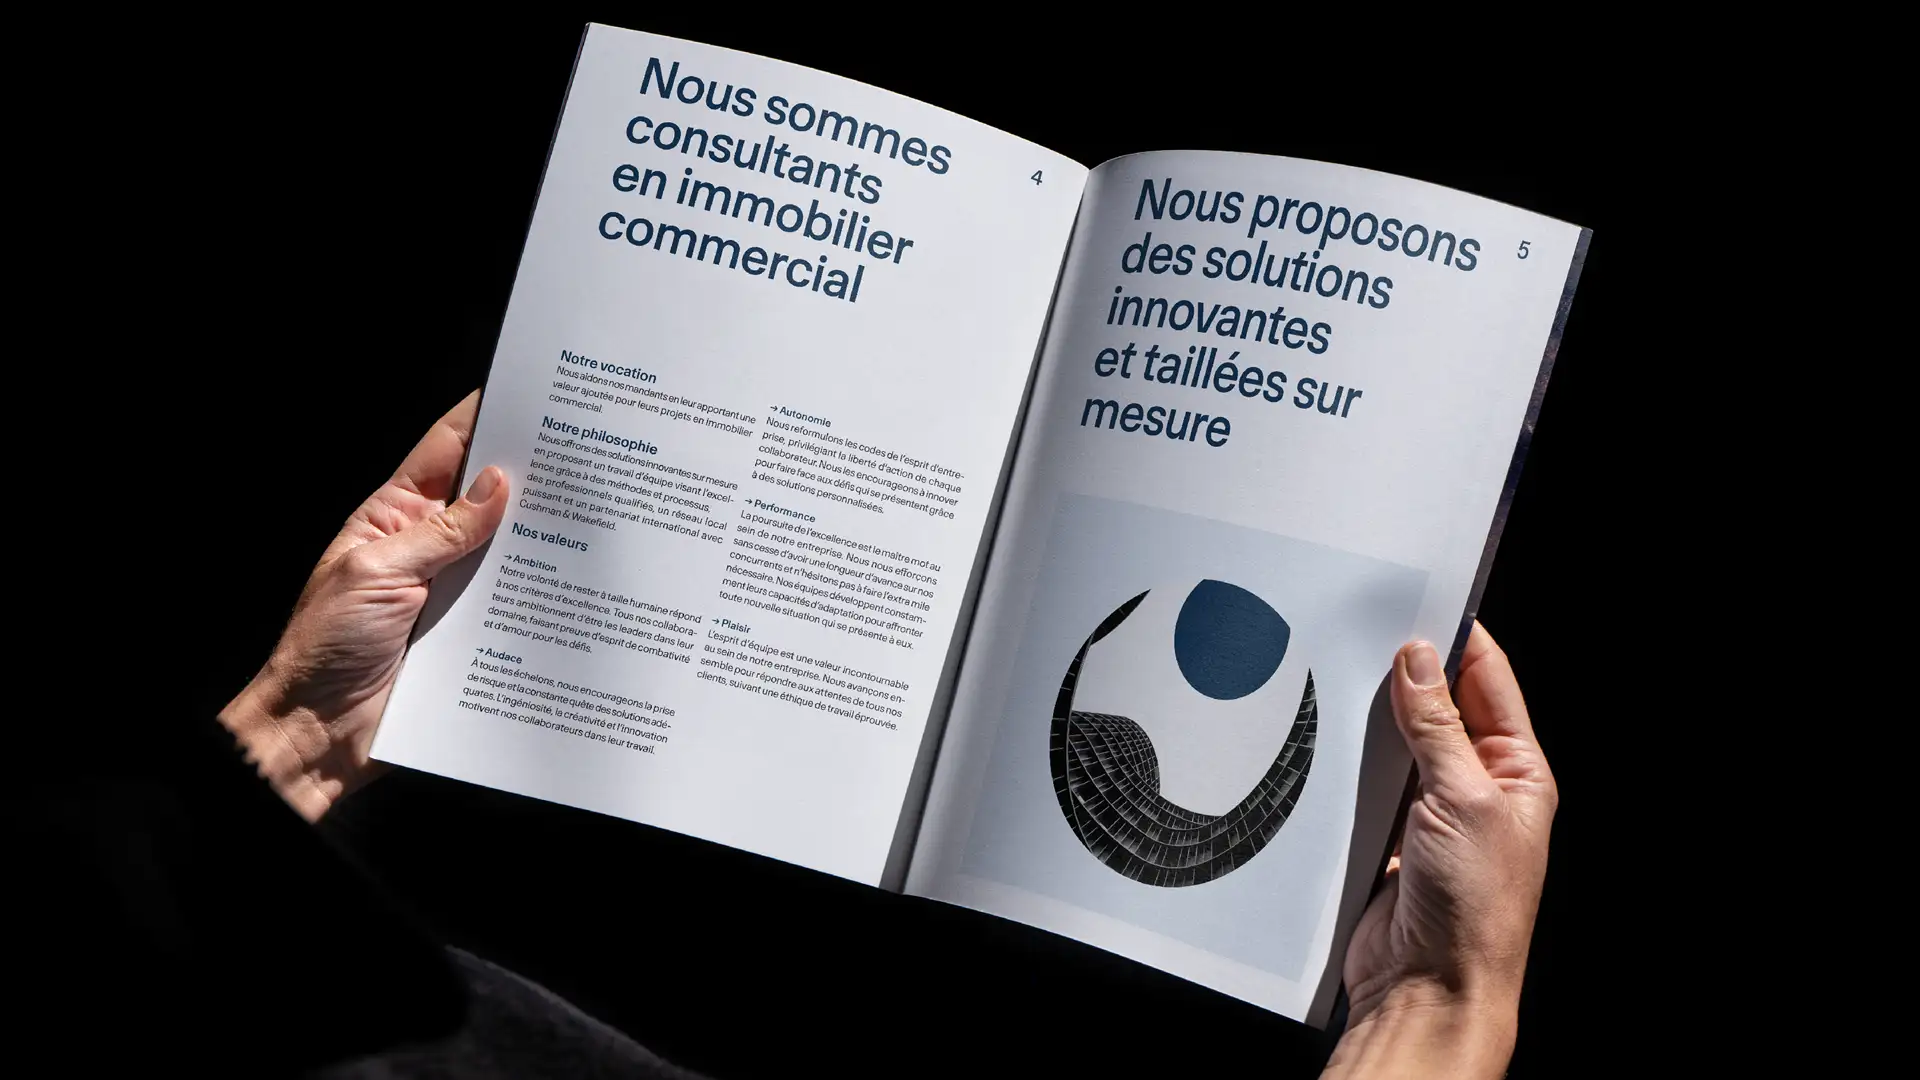 Nous sommes
consultants
en immobilier
commercial
4
Notre vocation
Nous aidons nos mandants en leur apportant une
valeur ajoutée pour leurs projets en immobilier
commercial.
Notre philosophie
Nous offrons des solutions innovantes sur mesure
en proposant un travail d'équipe visant l'excel-
lence grâce à des méthodes et processus,
des professionnels qualifiés, un réseau local
puissant et un partenariat international avec
Cushman & Wakefield.
Nos valeurs
→ Ambition
Notre volonté de rester à taille humaine répond
à nos critères d'excellence. Tous nos collabora-
teurs ambitionnent d'être les leaders dans leur
domaine, faisant preuve d'esprit de combativité
et d'amour pour les défis.
→ Audace
À tous les échelons, nous encourageons la prise
de risque et la constante quête des solutions adé-
quates. L'ingéniosité, la créativité et l'innovation
motivent nos collaborateurs dans leur travail.
→ Autonomie
Nous reformulons les codes de l'esprit d'entre-
prise, privilégiant la liberté d'action de chaque
collaborateur. Nous les encourageons à innover
pour faire face aux défis qui se présentent grâce
à des solutions personnalisées.
→ Performance
La poursuite de l'excellence est le maître mot au
sein de notre entreprise. Nous nous efforçons
sans cesse d'avoir une longueur d'avance sur nos
concurrents et n'hésitons pas à faire l'extra mile
nécessaire. Nos équipes développent constam-
ment leurs capacités d'adaptation pour affronter
toute nouvelle situation qui se présente à eux.
→ Plaisir
L'esprit d'équipe est une valeur incontournable
au sein de notre entreprise. Nous avançons en-
semble pour répondre aux attentes de tous nos
clients, suivant une éthique de travail éprouvée.
Nous proposons
des solutions
innovantes
et taillées sur
mesure
5